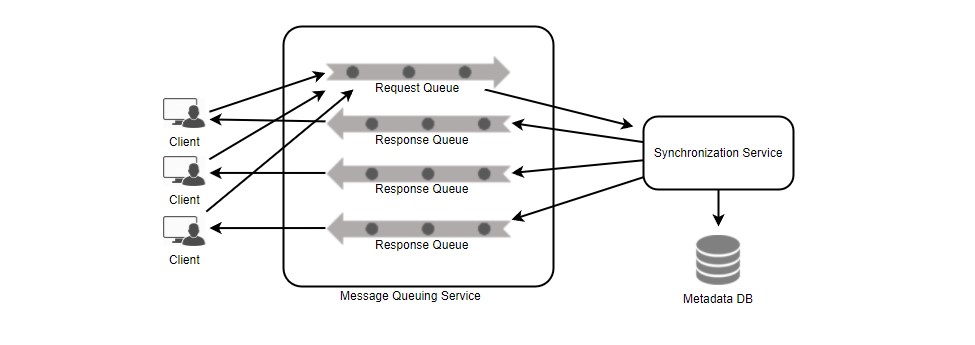 Request Queue
Response Queue
Client
Synchronization Service
Response Queue
Client
Response Queue
Client
Message Queuing Service
Metadata DB